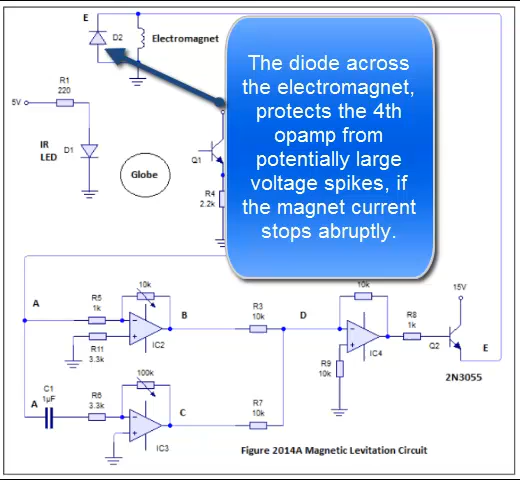 E
D2
Electromagnet
The diode across
the electromagnet,
protects the 4th
opamp from
potentially large
voltage spikes, if
the magnet current
stops abruptly.
R1
220
5V
IR
LED
D1
Globe
Q1
R4
2.2k
A
R5
1k
10k
B
R11
3.3k
IC2
R3
10k
D
10k
IC4
R8
1k
15V
Q2
E
2N3055
R9
10k
A
C1
1µF
R6
3.3k
100k
C
IC3
R7
10k
Figure 2014A Magnetic Levitation Circuit